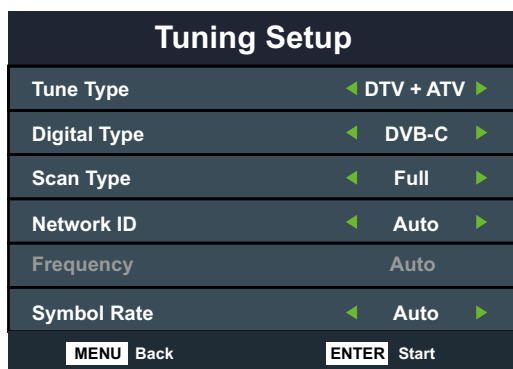 Tuning Setup
Tune Type DTV + ATV
Digital Type DVB-C
Scan Type Full
Network ID Auto
Frequency Auto
Symbol Rate Auto
MENU Back ENTER Start